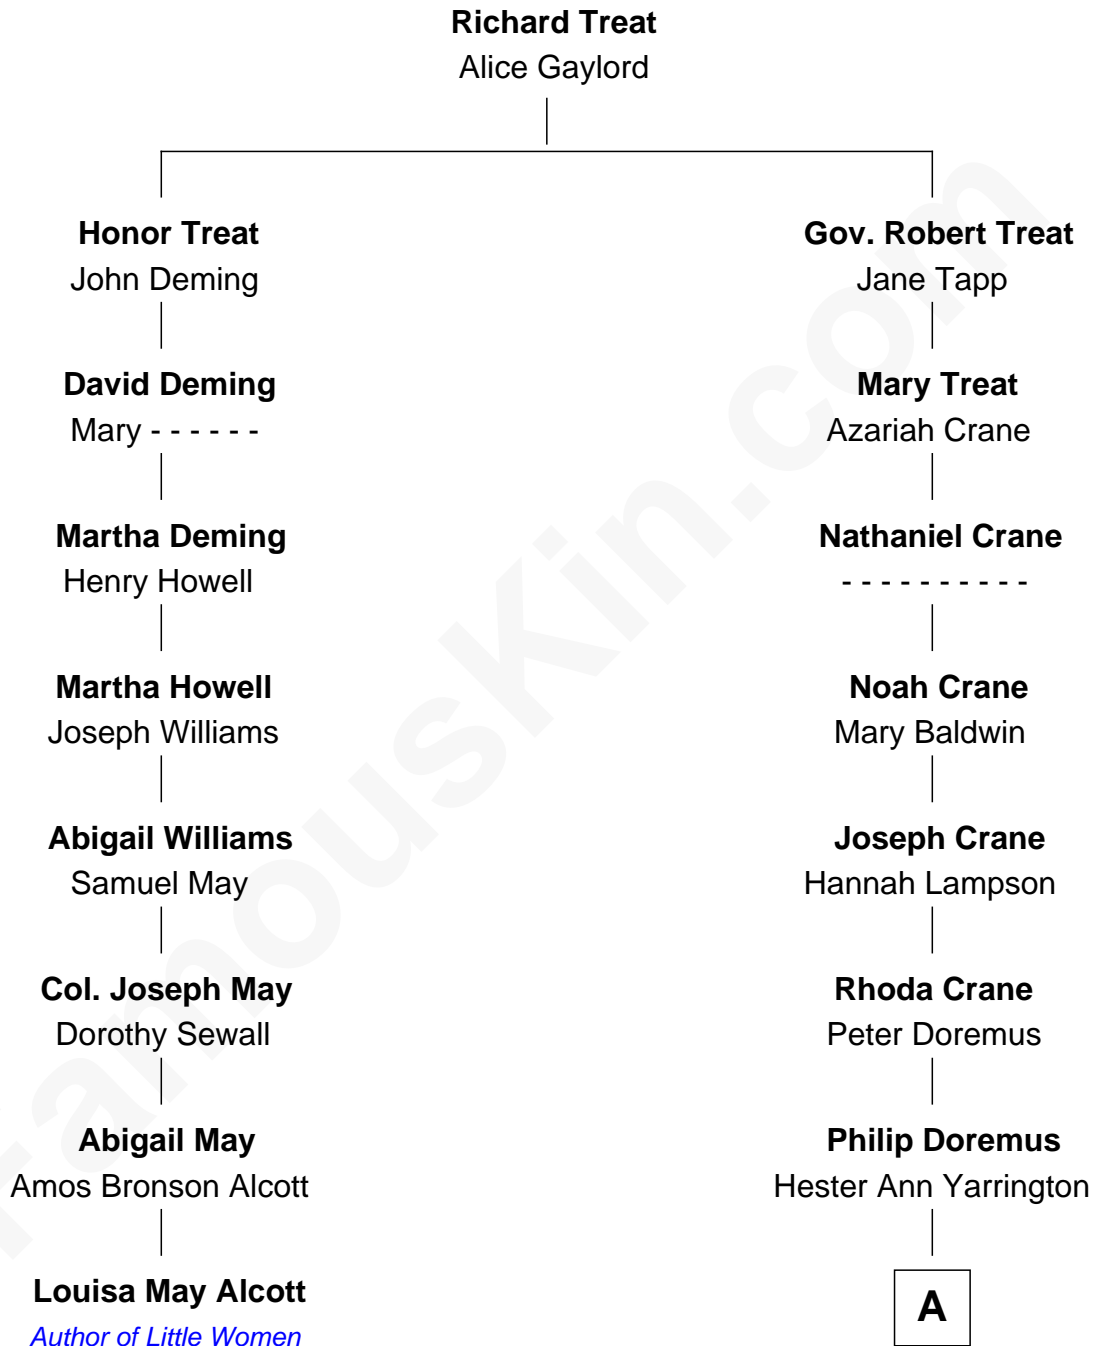 Richard Treat
Alice Gaylord
Honor Treat
John Deming
Gov. Robert Treat
Jane Tapp
David Deming
Mary - - - - - -
Mary Treat
Azariah Crane
Martha Deming
Henry Howell
Nathaniel Crane
- - - - - - - - - -
Martha Howell
Joseph Williams
Noah Crane
Mary Baldwin
Abigail Williams
Samuel May
Joseph Crane
Hannah Lampson
Col. Joseph May
Dorothy Sewall
Rhoda Crane
Peter Doremus
Abigail May
Amos Bronson Alcott
Philip Doremus
Hester Ann Yarrington
Louisa May Alcott
Author of Little Women
A
FamousKin.com